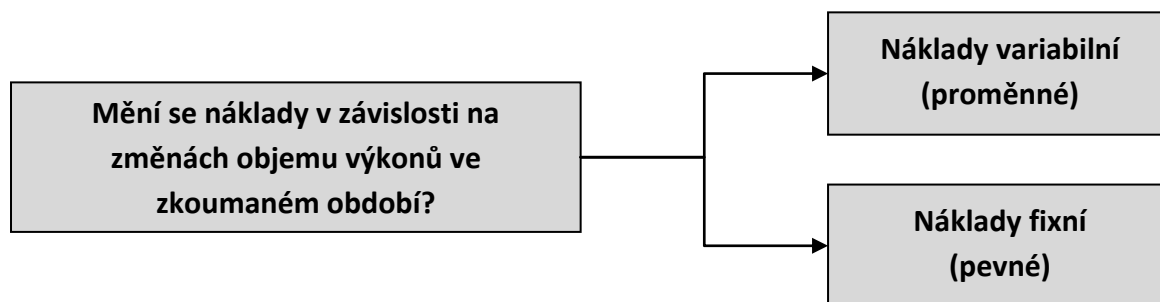 Mění se náklady v závislosti na
změnách objemu výkonů ve
zkoumaném období?
Náklady variabilní
(proměnné)
Náklady fixní
(pevné)